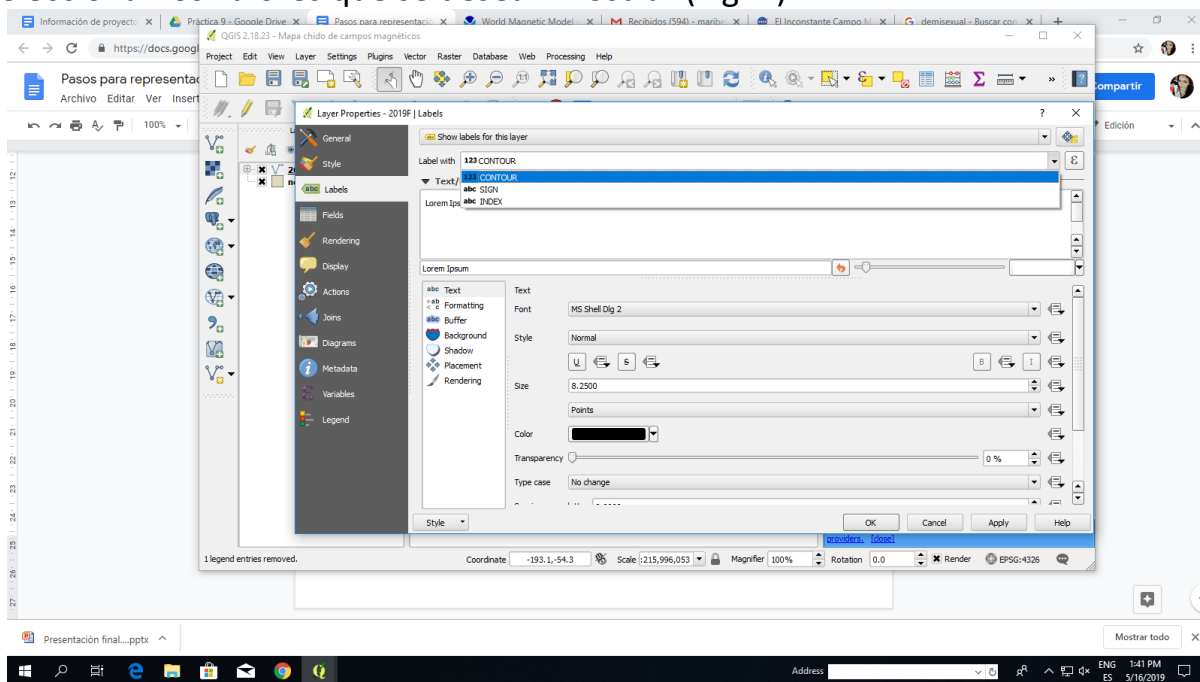 Informe de proyecto
Práctica 9 - Google Drive
Pasos para representació
World Magnetic Model
Recibidos (594) - maribe
El Inconstante Campo M
demisexual - Buscar con
https://docs.googl
QGIS 2.18.23 - Mapa chido de campos magnéticos
Project Edit View Layer Settings Plugins Vector Raster Database Web Processing Help
Pasos para representac
Archivo Editar Ver Insert
ompartir
100%
Edición
Layer Properties - 2019F | Labels
General
Style
Labels
Fields
Rendering
Display
Actions
Joins
Diagrams
Metadata
Variables
Legend
Show labels for this layer
Label with 123 CONTOUR
123 CONTOUR
abc SIGN
abc INDEX
Text/
Lorem Ips
Lorem Ipsum
Text
Formatting
Buffer
Background
Shadow
Placement
Rendering
Text
Font MS Shell Dlg 2
Style Normal
U S B I
Size 8.2500
Points
Color
Transparency 0 %
Type case No change
Style
OK Cancel Apply Help
providers. [close]
1 legend entries removed.
Coordinate -193.1,-54.3 Scale :215,996,053 Magnifier 100% Rotation 0.0 Render EPSG:4326
Presentación final....pptx
Mostrar todo
Address
ENG 1:41 PM
ES 5/16/2019